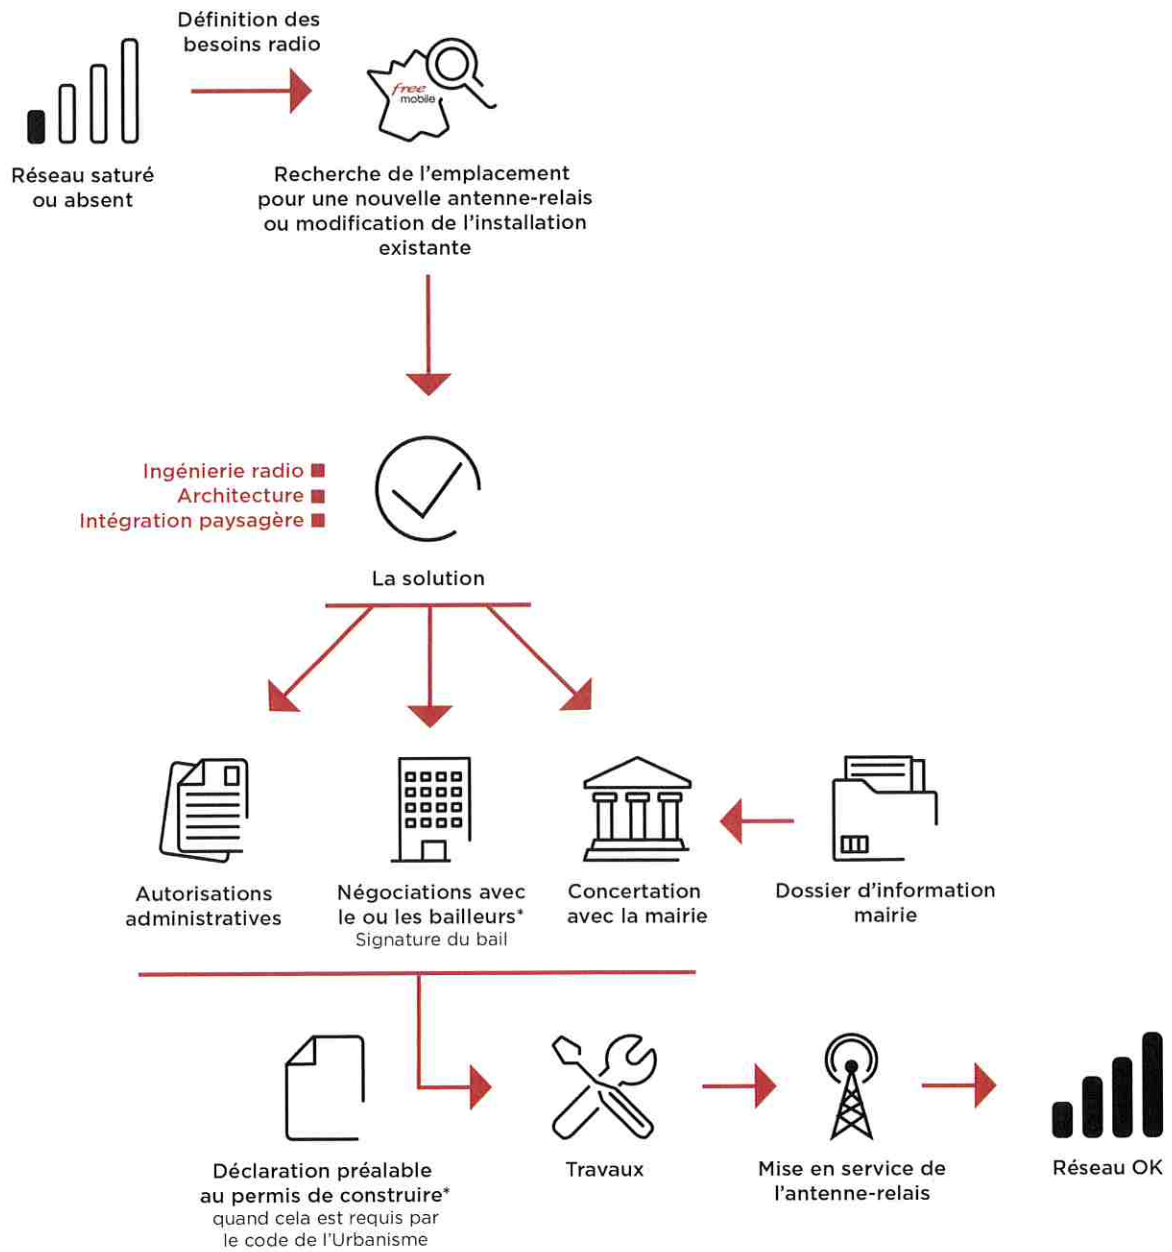 Définition des
besoins radio
free
mobile
Réseau saturé
ou absent
Recherche de l'emplacement
pour une nouvelle antenne-relais
ou modification de l'installation
existante
Ingénierie radio
Architecture
Intégration paysagère
La solution
Autorisations
administratives
Négociations avec
le ou les bailleurs*
Signature du bail
Concertation
avec la mairie
Dossier d'information
mairie
Déclaration préalable
au permis de construire*
quand cela est requis par
le code de l'Urbanisme
Travaux
Mise en service de
l'antenne-relais
Réseau OK